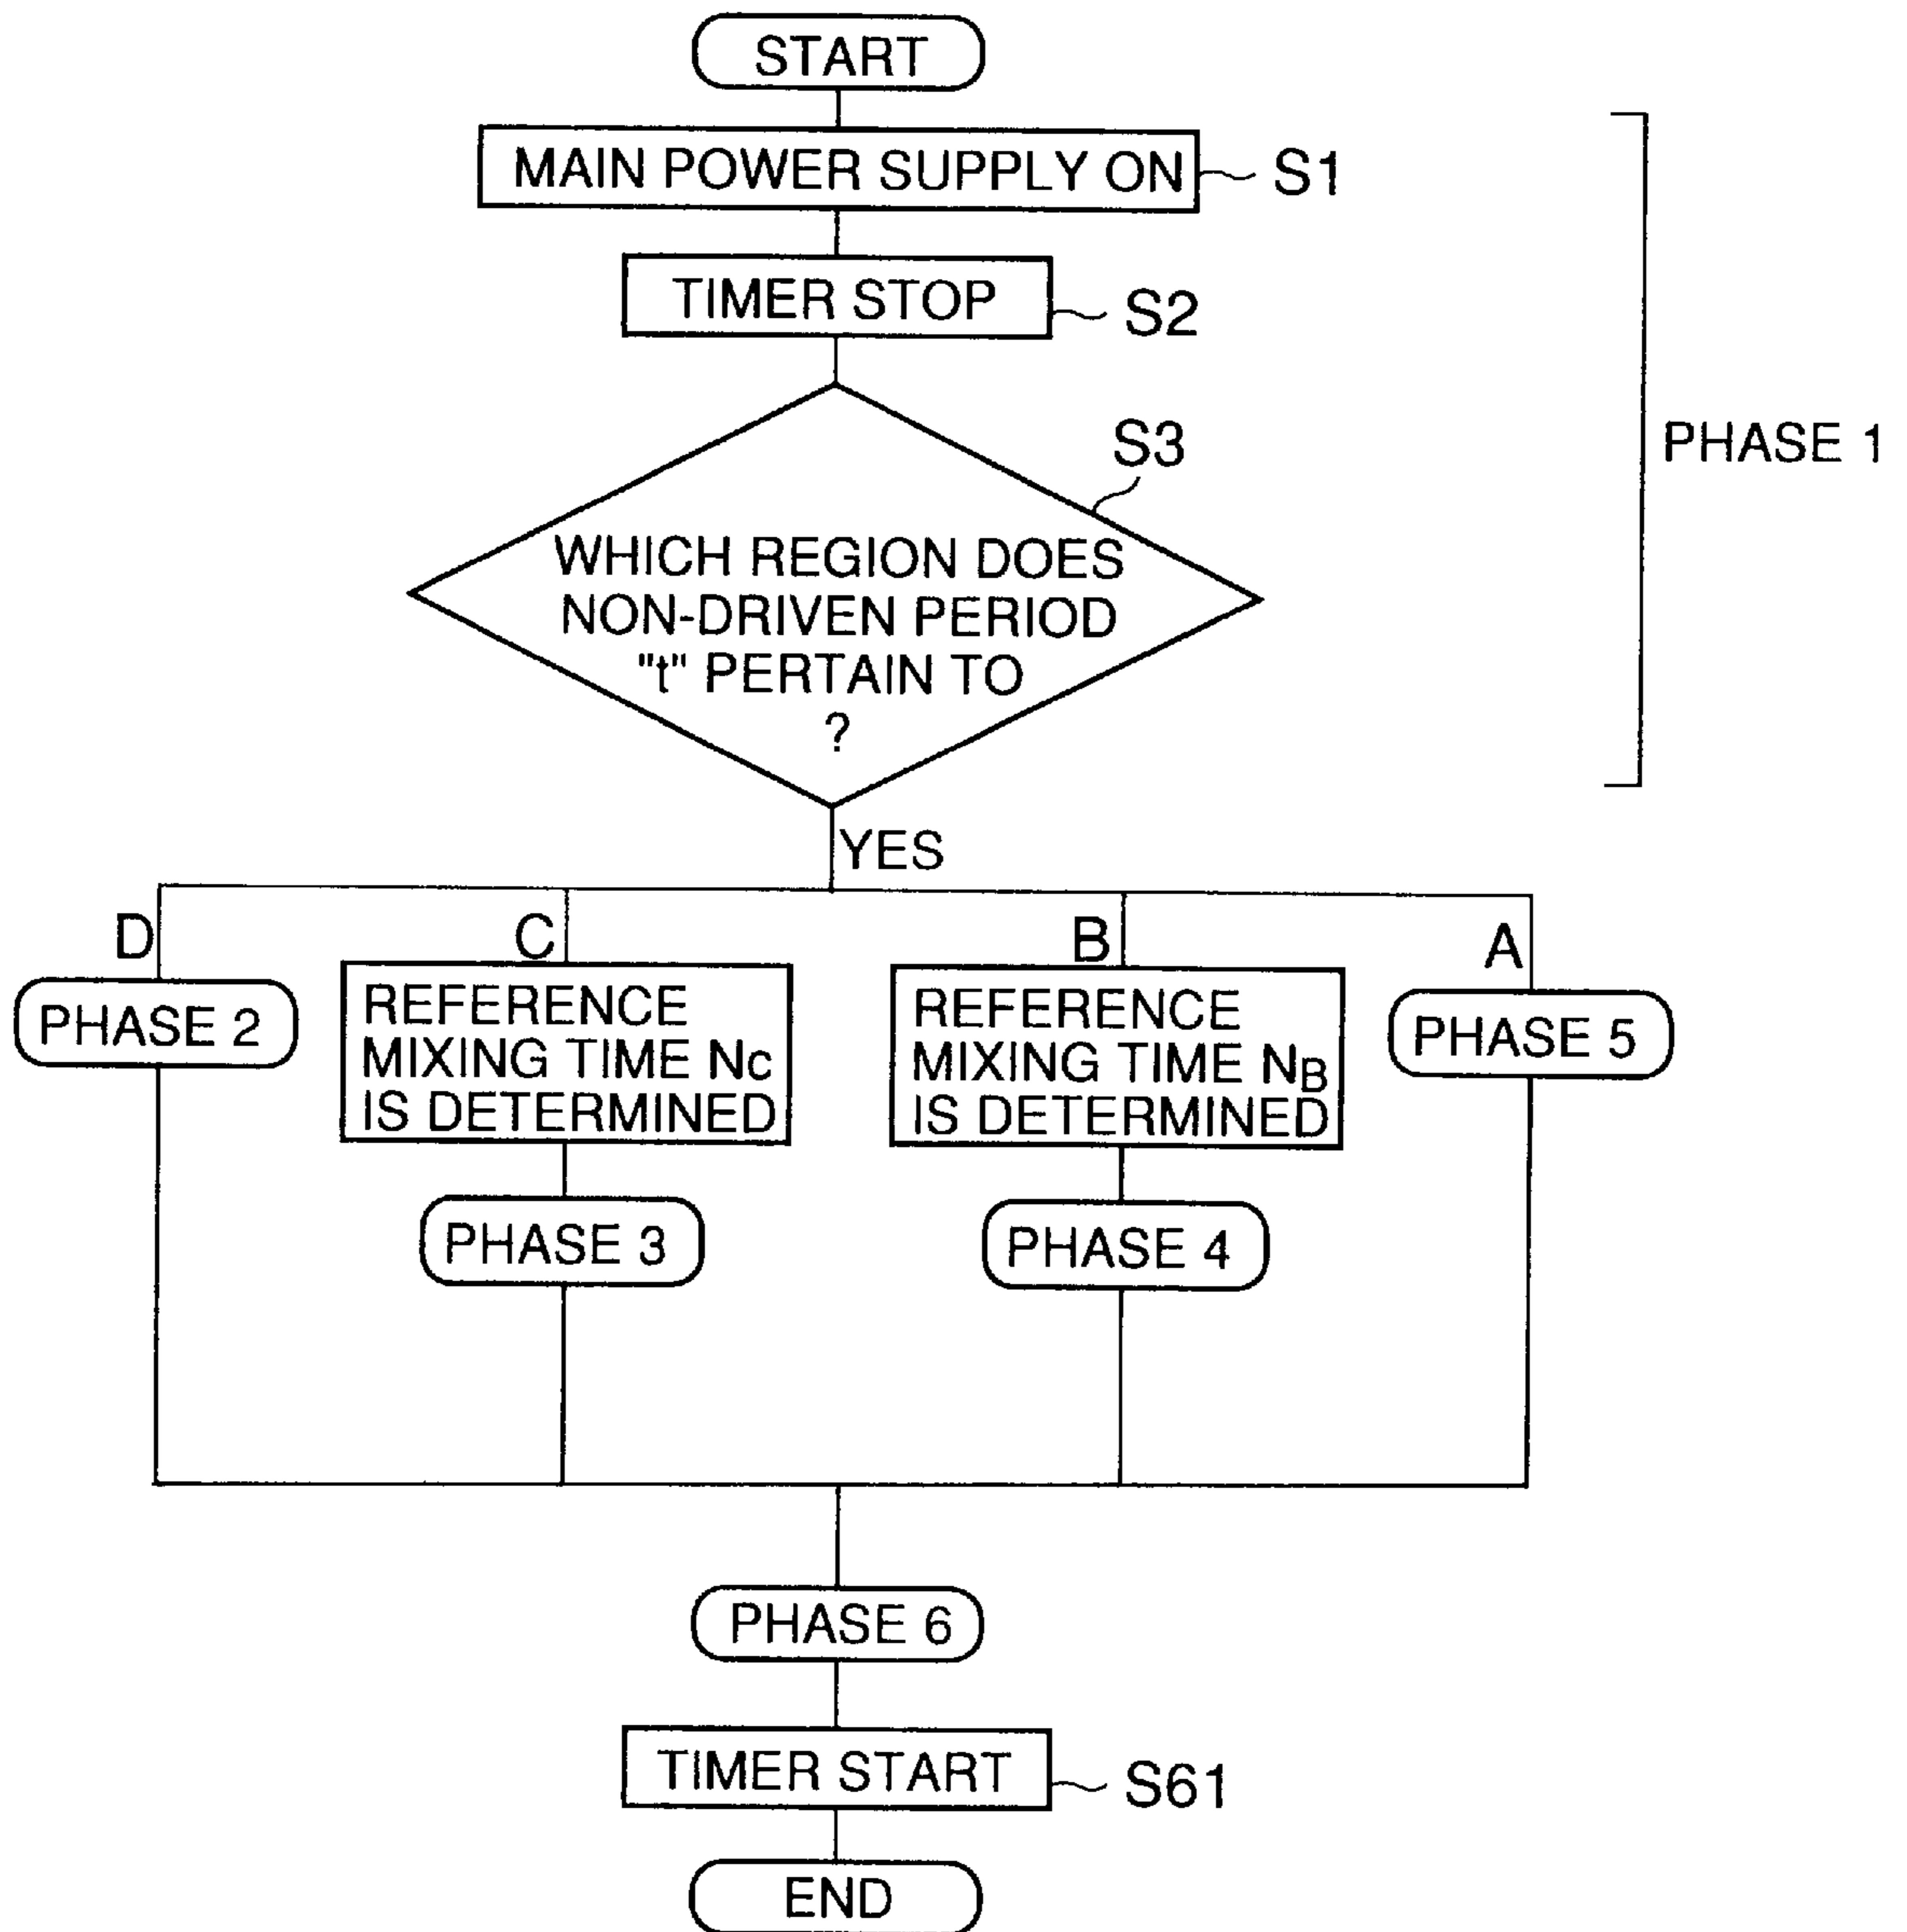 START
MAIN POWER SUPPLY ON
S1
TIMER STOP
S2
S3
WHICH REGION DOES
NON-DRIVEN PERIOD
"t" PERTAIN TO
?
PHASE 1
YES
D
C
B
A
PHASE 2
REFERENCE
MIXING TIME NC
IS DETERMINED
REFERENCE
MIXING TIME NB
IS DETERMINED
PHASE 5
PHASE 3
PHASE 4
PHASE 6
TIMER START
S61
END